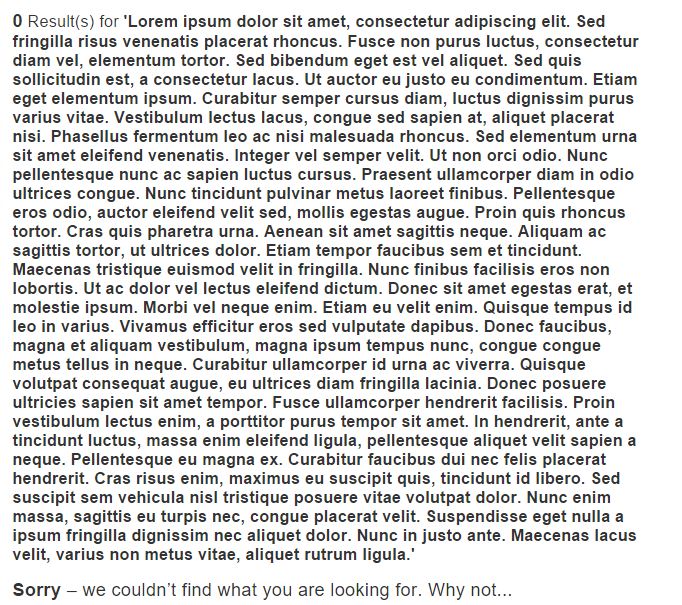 0 Result(s) for 'Lorem ipsum dolor sit amet, consectetur adipiscing elit. Sed
fringilla risus venenatis placerat rhoncus. Fusce non purus luctus, consectetur
diam vel, elementum tortor. Sed bibendum eget est vel aliquet. Sed quis
sollicitudin est, a consectetur lacus. Ut auctor eu justo eu condimentum. Etiam
eget elementum ipsum. Curabitur semper cursus diam, luctus dignissim purus
varius vitae. Vestibulum lectus lacus, congue sed sapien at, aliquet placerat
nisi. Phasellus fermentum leo ac nisi malesuada rhoncus. Sed elementum urna
sit amet eleifend venenatis. Integer vel semper velit. Ut non orci odio. Nunc
pellentesque nunc ac sapien luctus cursus. Praesent ullamcorper diam in odio
ultrices congue. Nunc tincidunt pulvinar metus laoreet finibus. Pellentesque
eros odio, auctor eleifend velit sed, mollis egestas augue. Proin quis rhoncus
tortor. Cras quis pharetra urna. Aenean sit amet sagittis neque. Aliquam ac
sagittis tortor, ut ultrices dolor. Etiam tempor faucibus sem et tincidunt.
Maecenas tristique euismod velit in fringilla. Nunc finibus facilisis eros non
lobortis. Ut ac dolor vel lectus eleifend dictum. Donec sit amet egestas erat, et
molestie ipsum. Morbi vel neque enim. Etiam eu velit enim. Quisque tempus id
leo in varius. Vivamus efficitur eros sed vulputate dapibus. Donec faucibus,
magna et aliquam vestibulum, magna ipsum tempus nunc, congue congue
metus tellus in neque. Curabitur ullamcorper id urna ac viverra. Quisque
volutpat consequat augue, eu ultrices diam fringilla lacinia. Donec posuere
ultricies sapien sit amet tempor. Fusce ullamcorper hendrerit facilisis. Proin
vestibulum lectus enim, a porttitor purus tempor sit amet. In hendrerit, ante a
tincidunt luctus, massa enim eleifend ligula, pellentesque aliquet velit sapien a
neque. Pellentesque eu magna ex. Curabitur faucibus dui nec felis placerat
hendrerit. Cras risus enim, maximus eu suscipit quis, tincidunt id libero. Sed
suscipit sem vehicula nisl tristique posuere vitae volutpat dolor. Nunc enim
massa, sagittis eu turpis nec, congue placerat velit. Suspendisse eget nulla a
ipsum fringilla dignissim nec aliquet dolor. Nunc in justo ante. Maecenas lacus
velit, varius non metus vitae, aliquet rutrum ligula.'
Sorry – we couldn’t find what you are looking for. Why not...